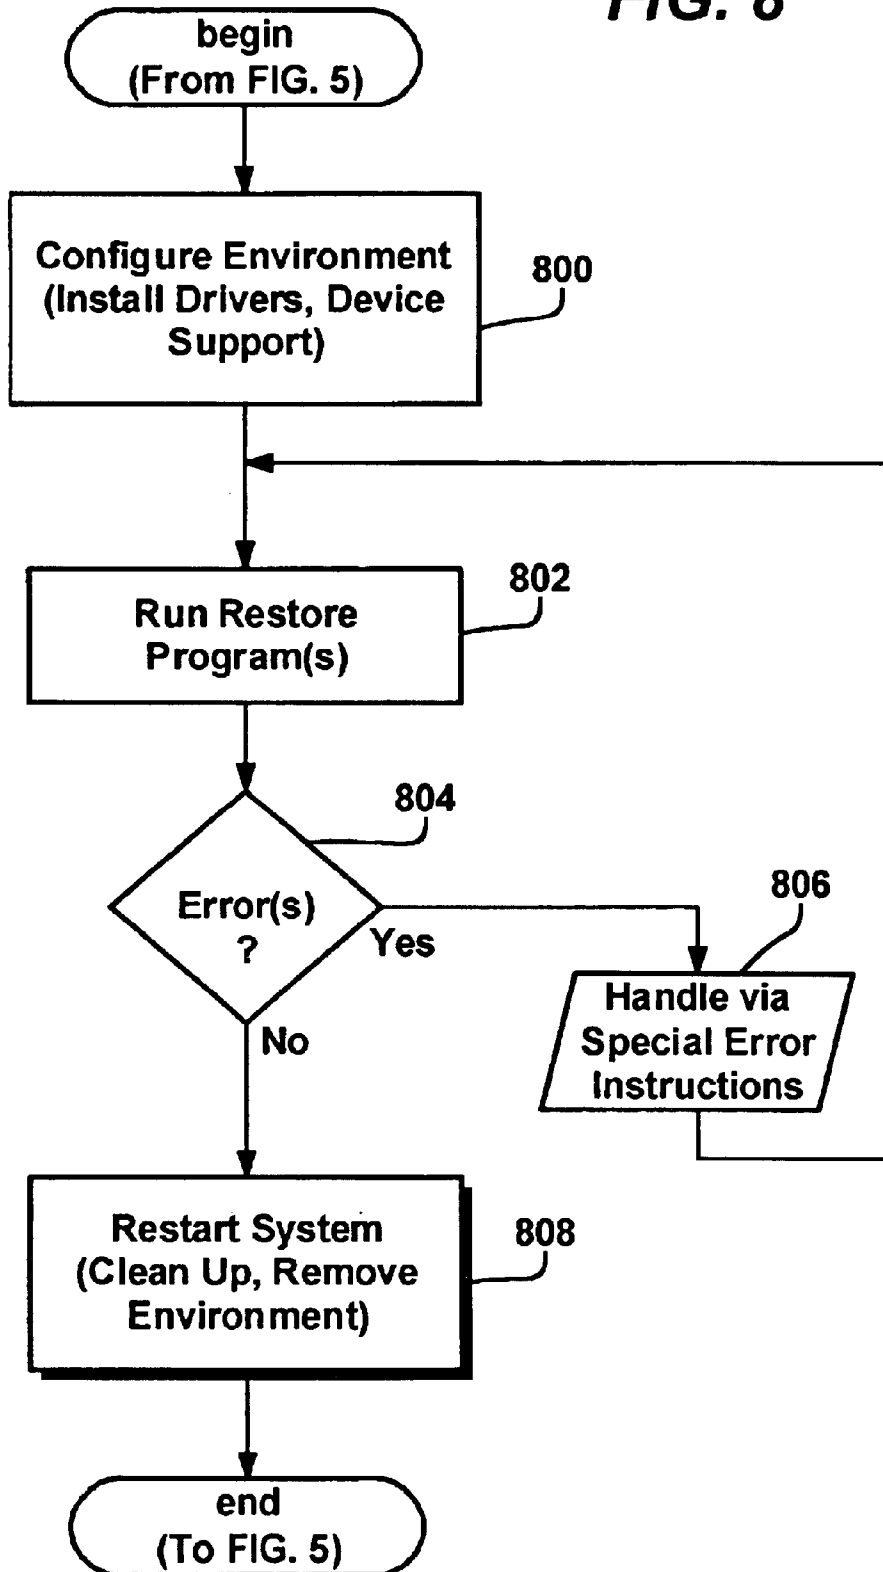 FIG. 8
begin
(From FIG. 5)
Configure Environment
(Install Drivers, Device
Support)
800
802
Run Restore
Program(s)
804
Error(s)
?
Yes
No
806
Handle via
Special Error
Instructions
Restart System
(Clean Up, Remove
Environment)
808
end
(To FIG. 5)